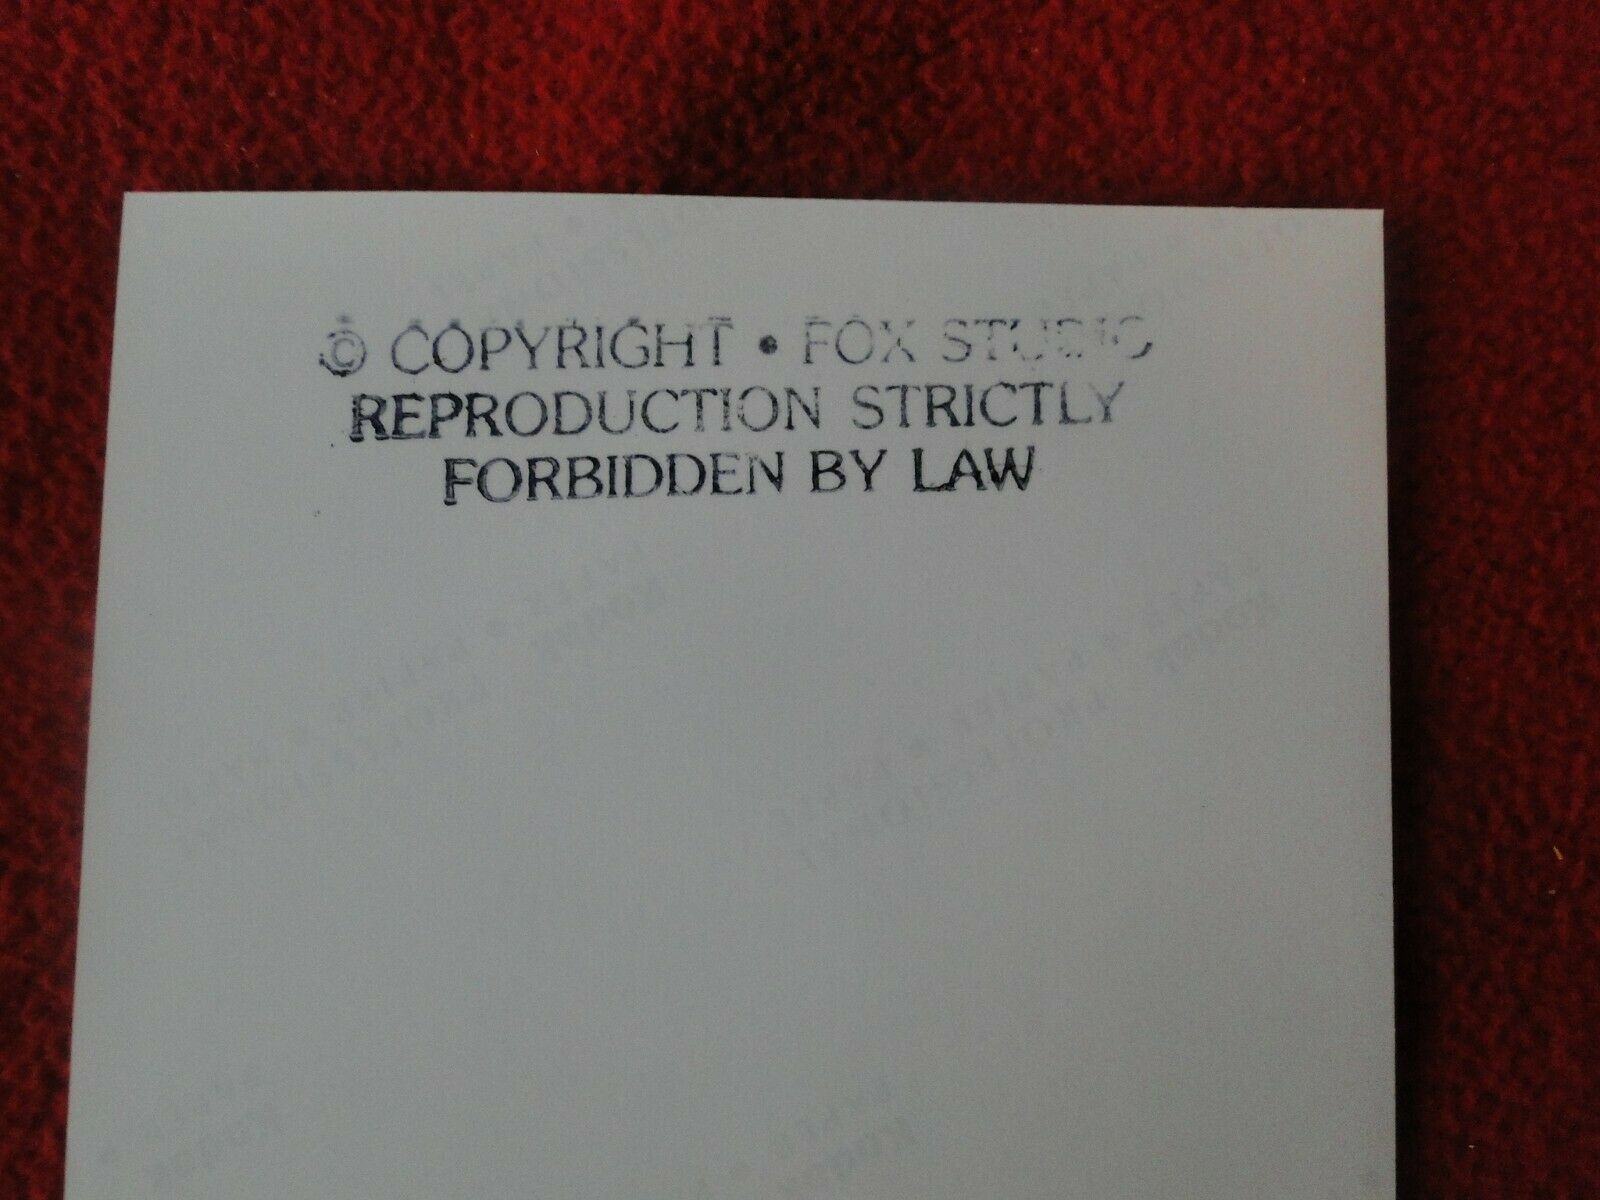 © COPYRIGHT • FOX STUDIO
REPRODUCTION STRICTLY
FORBIDDEN BY LAW